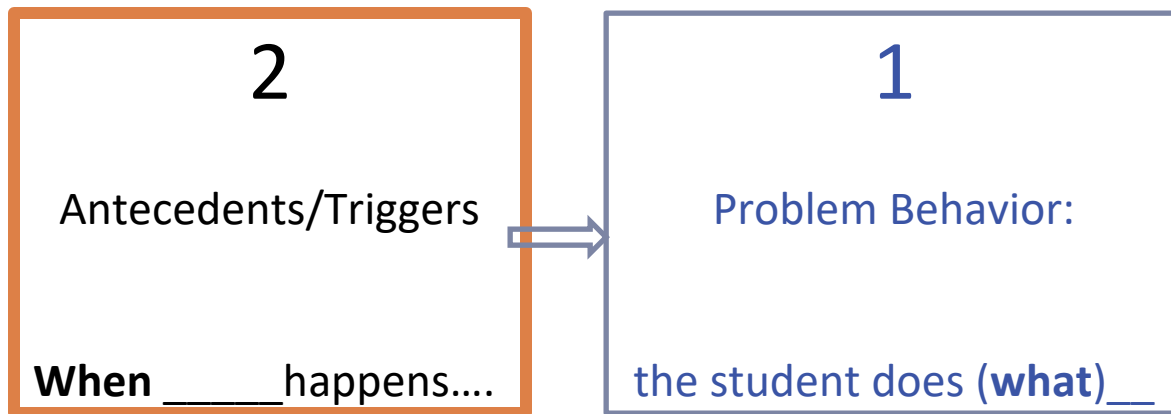 2
Antecedents/Triggers
When _____happens….
1
Problem Behavior:
the student does (what)__